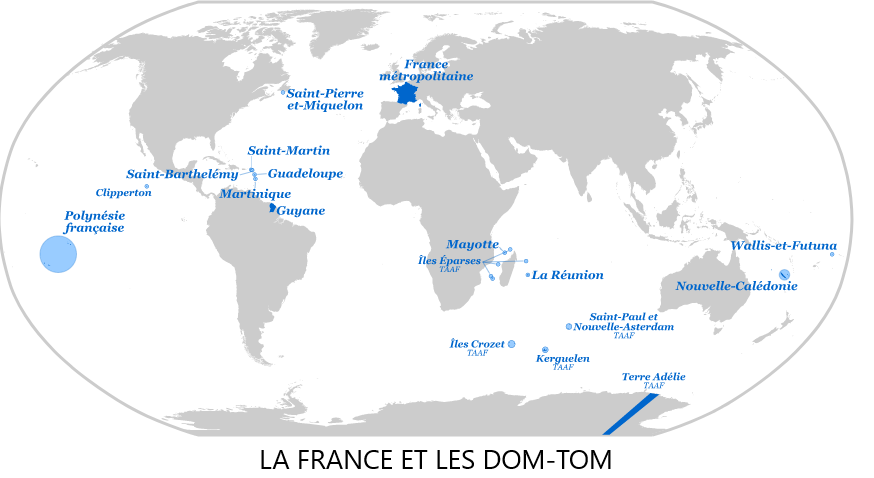 France
métropolitaine
Saint-Pierre
et-Miquelon
Saint-Martin
Saint-Barthelémy
Guadeloupe
Clipperton
Martinique
Guyane
Polynésie
française
Mayotte
Îles Éparses
TAAF
La Réunion
Wallis-et-Futuna
Nouvelle-Calédonie
Saint-Paul et
Nouvelle-Asterdam
TAAF
Îles Crozet
TAAF
Kerguelen
TAAF
Terre Adélie
TAAF
LA FRANCE ET LES DOM-TOM